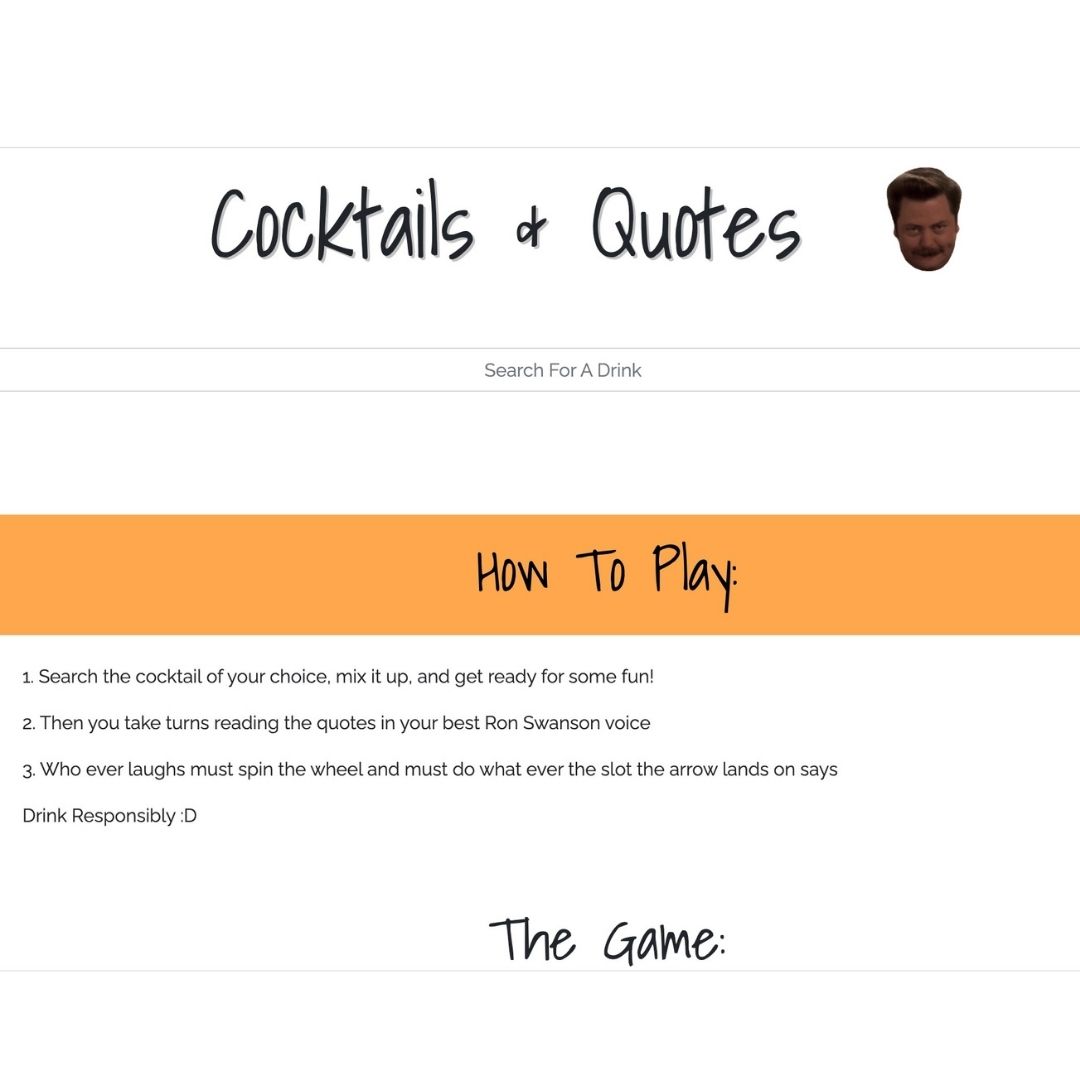 Cocktails & Quotes
Search For A Drink
How To Play:
1. Search the cocktail of your choice, mix it up, and get ready for some fun!
2. Then you take turns reading the quotes in your best Ron Swanson voice
3. Who ever laughs must spin the wheel and must do what ever the slot the arrow lands on says
Drink Responsibly :D
The Game: